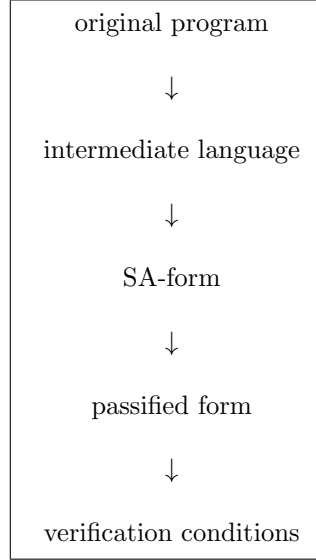 original program
↓
intermediate language
↓
SA-form
↓
passified form
↓
verification conditions